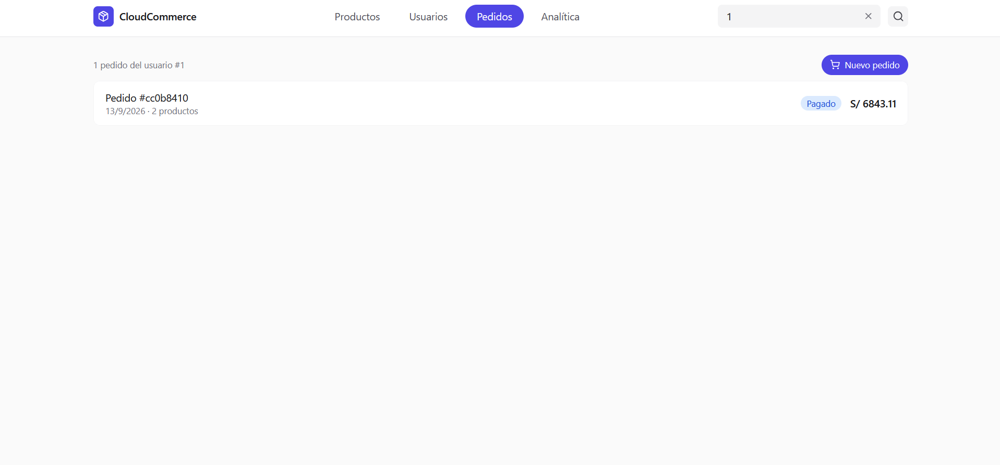 CloudCommerce
Productos
Usuarios
Pedidos
Analítica
1
1 pedido del usuario #1
Nuevo pedido
Pedido #cc0b8410
13/9/2026 · 2 productos
Pagado
S/ 6843.11